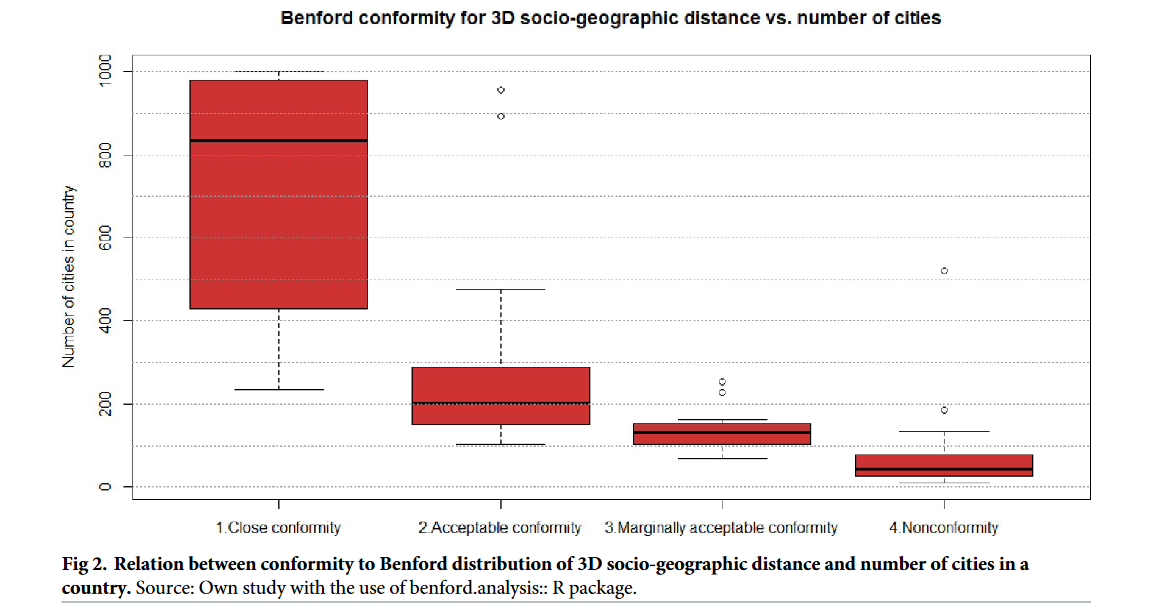 Benford conformity for 3D socio-geographic distance vs. number of cities
Number of cities in country
1000
800
600
400
200
0
1.Close conformity
2.Acceptable conformity
3.Marginally acceptable conformity
4.Nonconformity
Fig 2. Relation between conformity to Benford distribution of 3D socio-geographic distance and number of cities in a
country. Source: Own study with the use of benford.analysis:: R package.